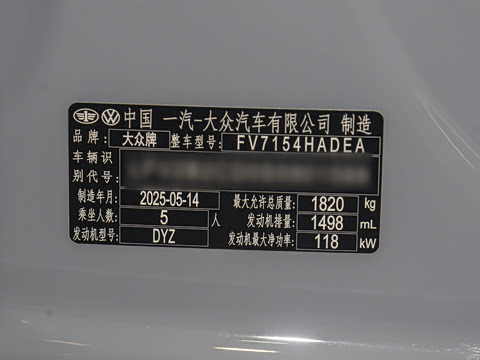 中国 一汽-大众汽车有限公司 制造
品牌: 大众牌 整车型号: FV7154HADEA
车辆识
别代号:
制造年月: 2025-05-14 最大允许总质量: 1820 kg
乘坐人数: 5 人 发动机排量: 1498 mL
发动机型号: DYZ 发动机最大净功率: 118 kW